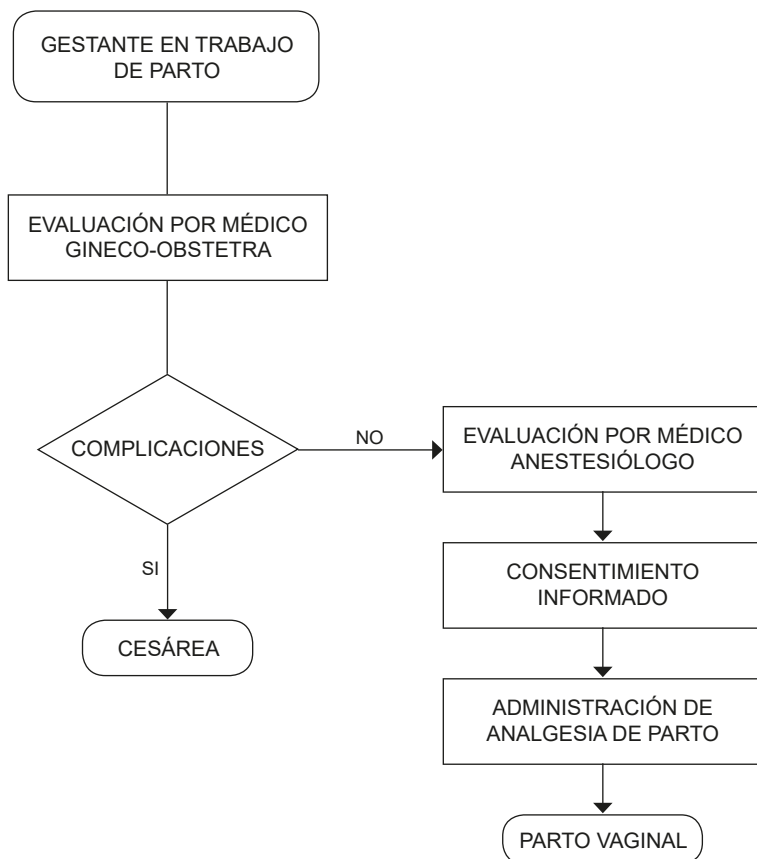 GESTANTE EN TRABAJO
DE PARTO
EVALUACIÓN POR MÉDICO
GINECO-OBSTETRA
COMPLICACIONES
NO
EVALUACIÓN POR MÉDICO
ANESTESIÓLOGO
SI
CONSENTIMIENTO
INFORMADO
CESÁREA
ADMINISTRACIÓN DE
ANALGESIA DE PARTO
PARTO VAGINAL